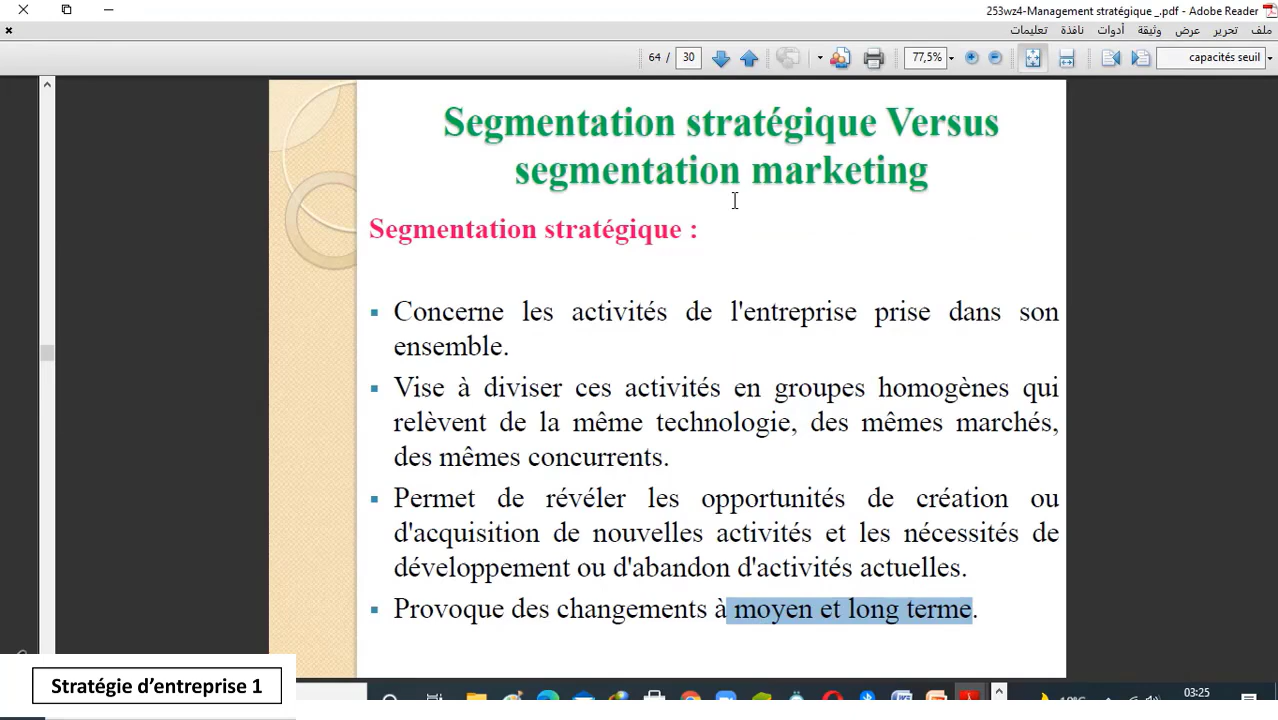 253wz4-Management stratégique _.pdf - Adobe Reader
ملف تحرير عرض وثيقة أدوات نافذة تعليمات
64 / 30 77,5% capacités seuil
Segmentation stratégique Versus
segmentation marketing
Segmentation stratégique :
Concerne les activités de l'entreprise prise dans son
ensemble.
Vise à diviser ces activités en groupes homogènes qui
relèvent de la même technologie, des mêmes marchés,
des mêmes concurrents.
Permet de révéler les opportunités de création ou
d'acquisition de nouvelles activités et les nécessités de
développement ou d'abandon d'activités actuelles.
Provoque des changements à moyen et long terme.
Stratégie d’entreprise 1
03:25